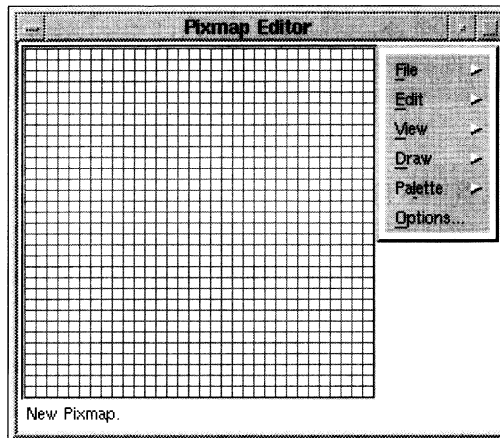 Pixmap Editor
File
Edit
View
Draw
Palette
Options...
New Pixmap.